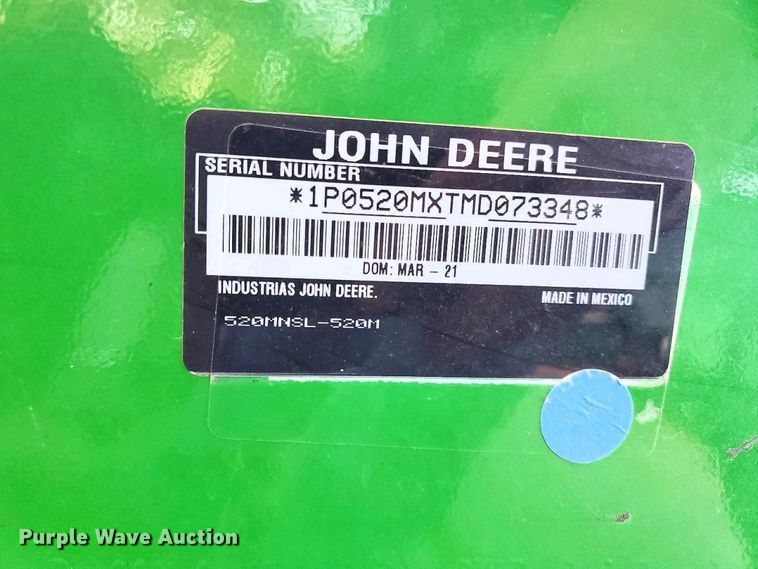 JOHN DEERE
SERIAL NUMBER
*1P0520MXTMD073348*
DOM: MAR - 21
INDUSTRIAS JOHN DEERE. MADE IN MEXICO
520MNSL-520M
Purple Wave Auction